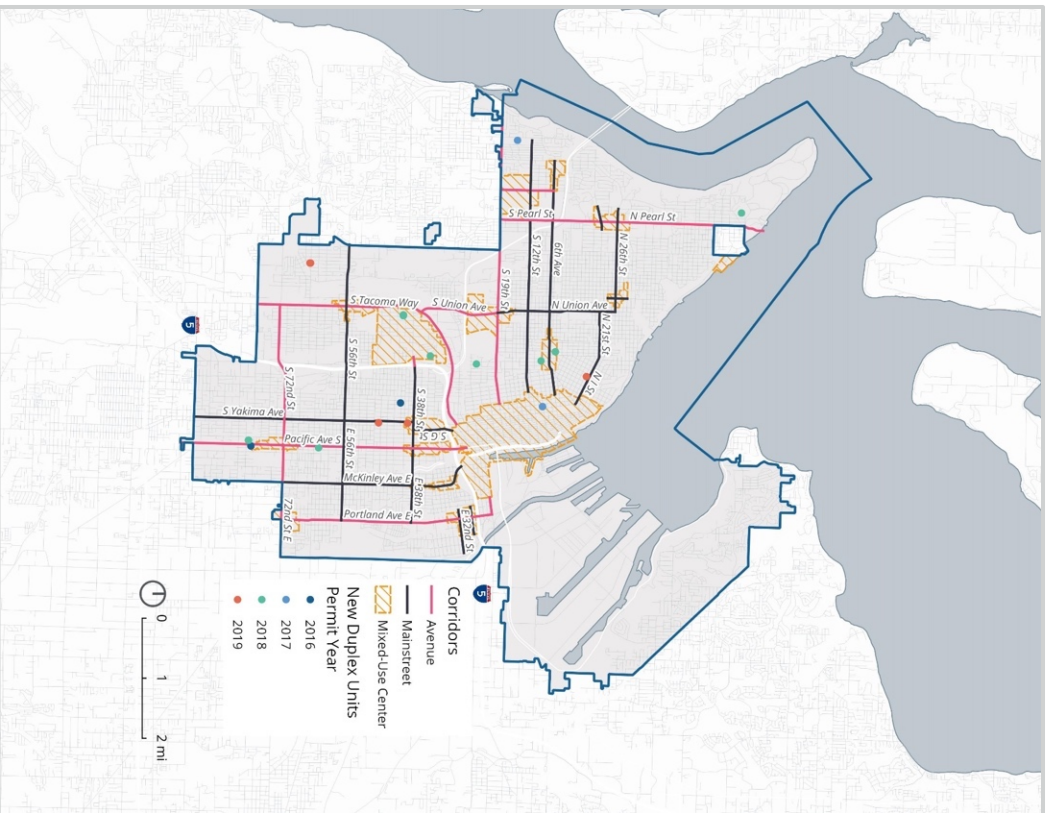 N Pearl St
S Pearl St
N 26th St
6th Ave
S 12th St
S 19th St
N Union Ave
S Union Ave
N 21st St
N I St
S Tacoma Way
S 56th St
S 72nd St
S 38th St
S Yakima Ave
S G St
Pacific Ave S
E 56th St
McKinley Ave E
E 38th St
Portland Ave E
E 32nd St
72nd St E
5
5
Corridors
Avenue
Mainstreet
Mixed-Use Center
New Duplex Units
Permit Year
2016
2017
2018
2019
0 1 2 mi